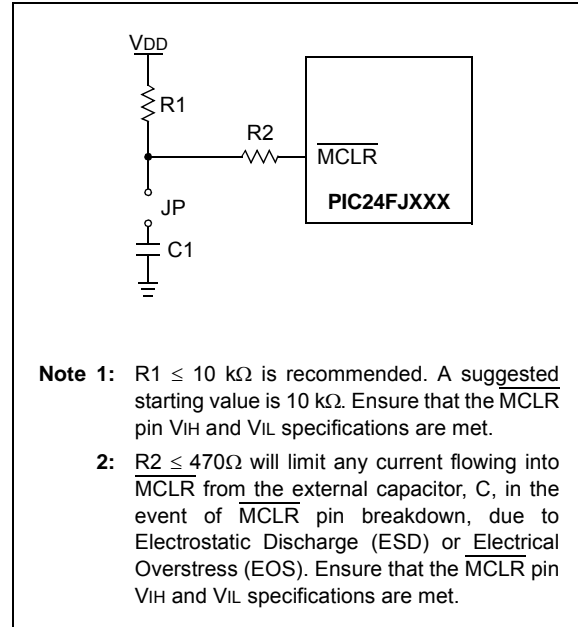 VDD
R1
R2
MCLR
PIC24FJXXX
JP
C1
Note 1: R1 ≤ 10 kΩ is recommended. A suggested
starting value is 10 kΩ. Ensure that the MCLR
pin VIH and VIL specifications are met.
2: R2 ≤ 470Ω will limit any current flowing into
MCLR from the external capacitor, C, in the
event of MCLR pin breakdown, due to
Electrostatic Discharge (ESD) or Electrical
Overstress (EOS). Ensure that the MCLR pin
VIH and VIL specifications are met.